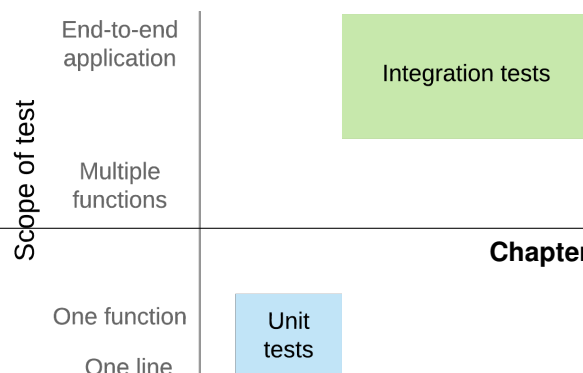 End-to-end
application
Integration tests
Scope of test
Multiple
functions
Chapter
One function
Unit
tests
One line